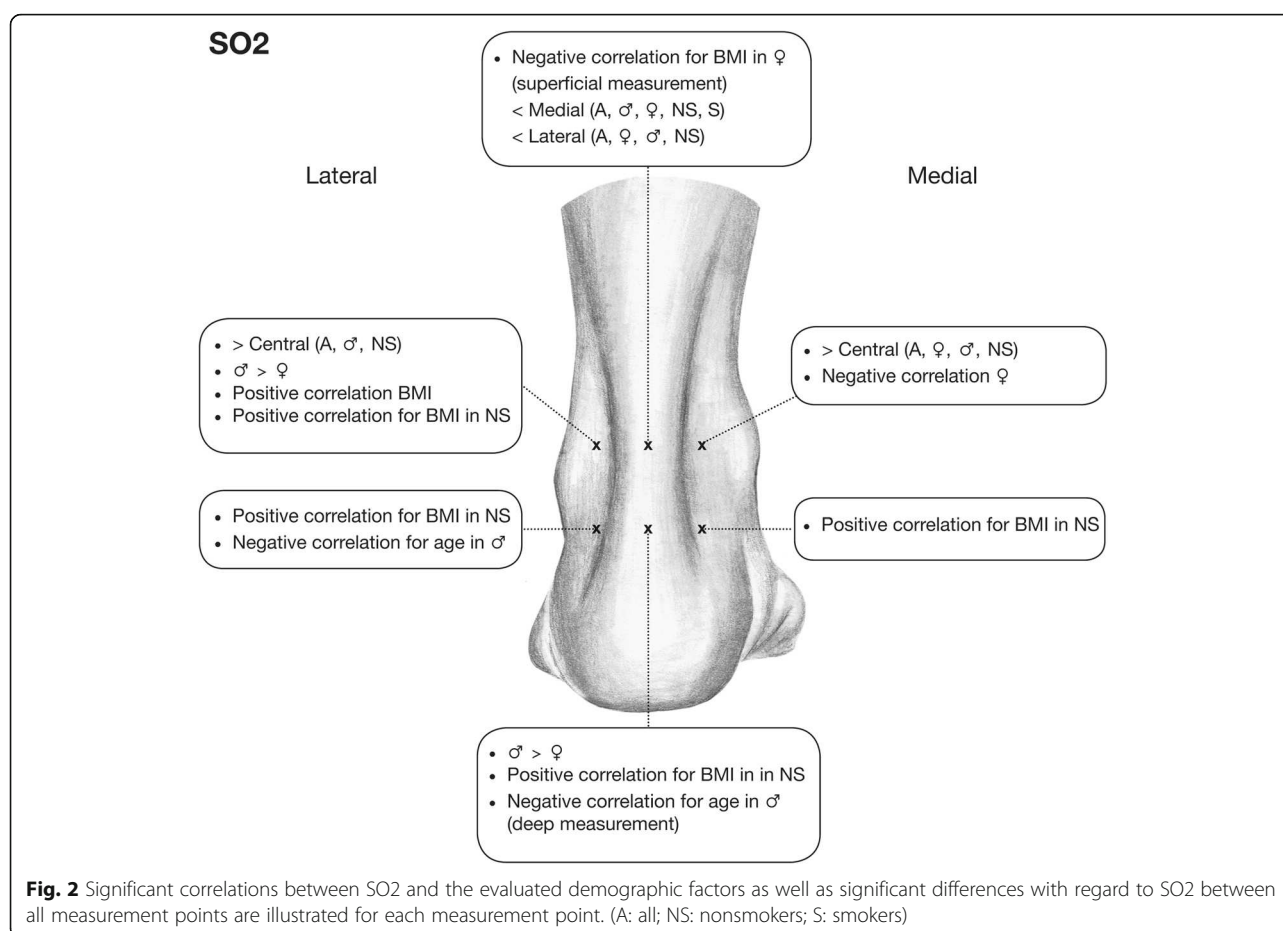 SO2
• Negative correlation for BMI in ♀
(superficial measurement)
< Medial (A, ♂, ♀, NS, S)
< Lateral (A, ♀, ♂, NS)
Lateral
Medial
• > Central (A, ♂, NS)
• ♂ > ♀
• Positive correlation BMI
• Positive correlation for BMI in NS
• > Central (A, ♀, ♂, NS)
• Negative correlation ♀
x x x
• Positive correlation for BMI in NS
• Negative correlation for age in ♂
• Positive correlation for BMI in NS
x x x
• ♂ > ♀
• Positive correlation for BMI in in NS
• Negative correlation for age in ♂
(deep measurement)
Fig. 2 Significant correlations between SO2 and the evaluated demographic factors as well as significant differences with regard to SO2 between
all measurement points are illustrated for each measurement point. (A: all; NS: nonsmokers; S: smokers)